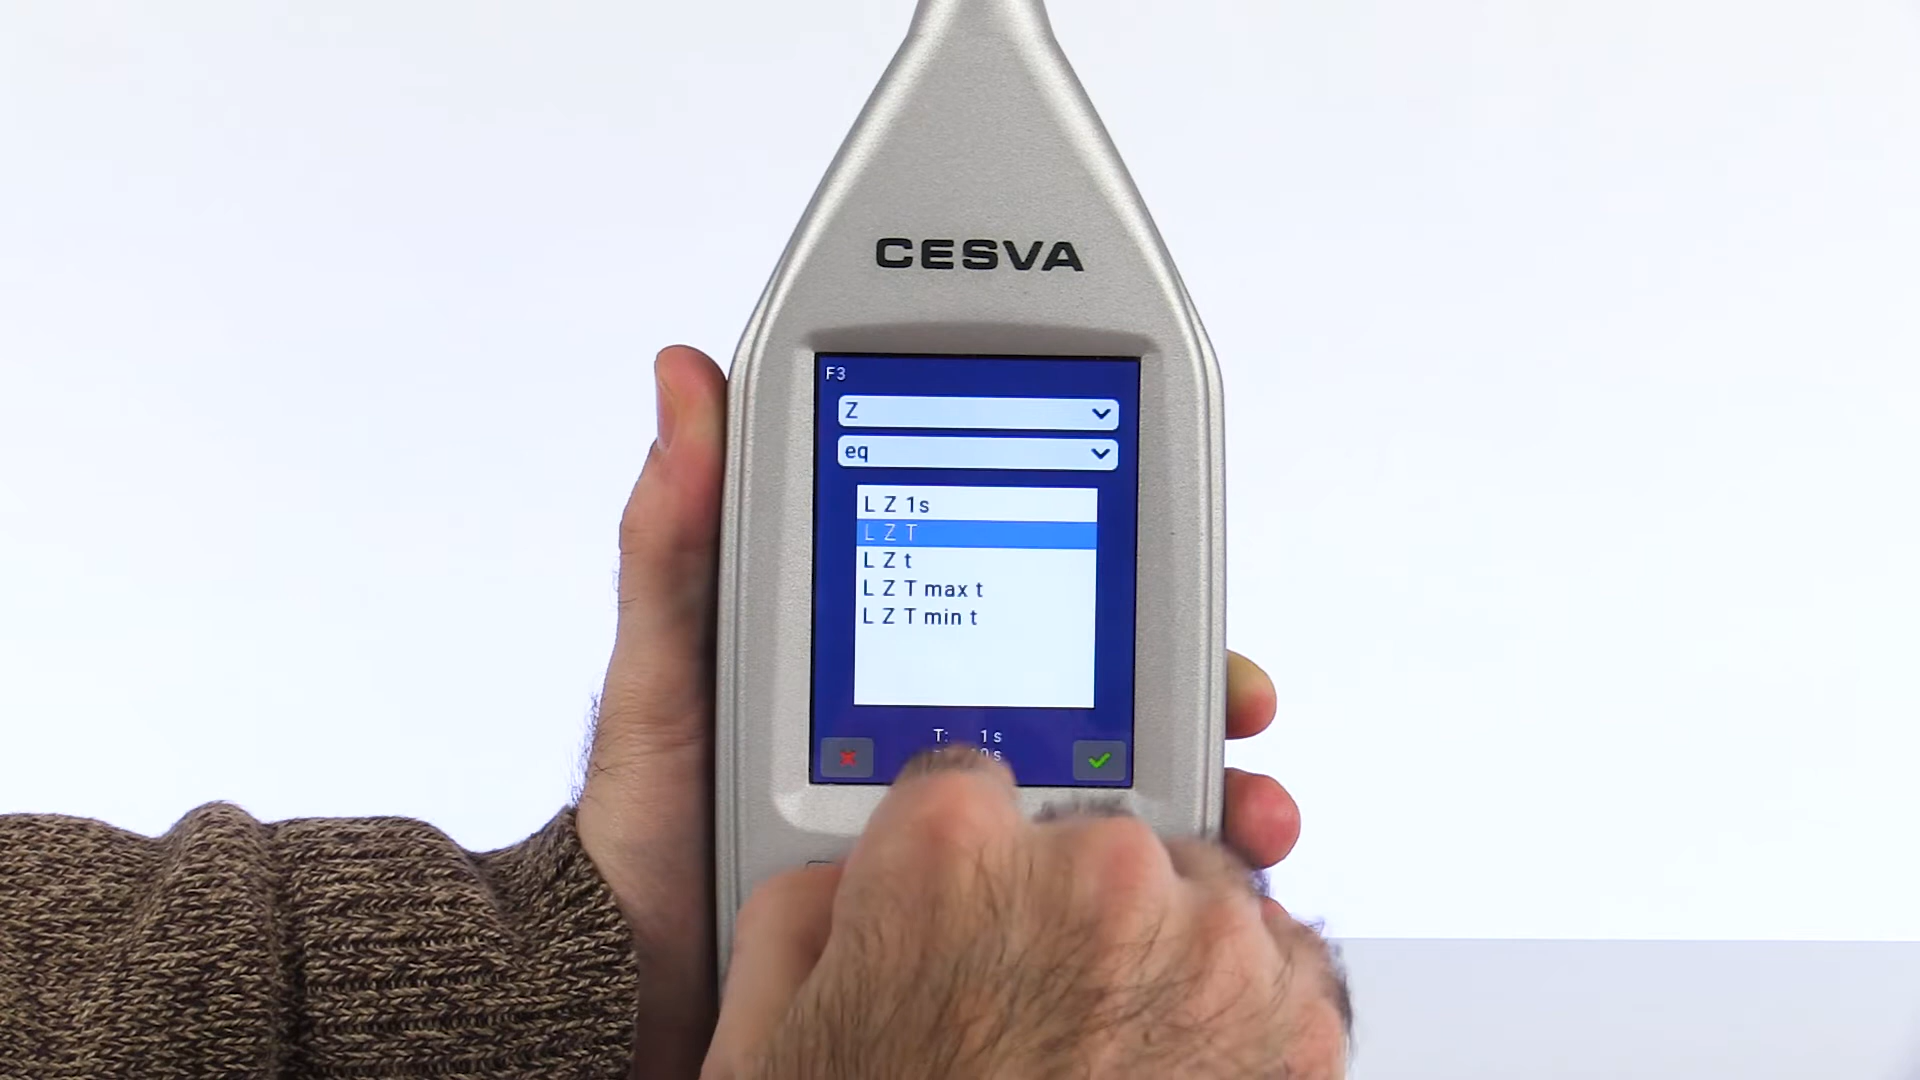 CESVA
F3
Z
eq
L Z 1s
L Z T
L Z t
L Z T max t
L Z T min t
T: 1 s